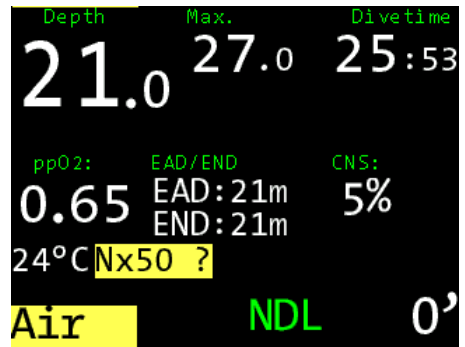 Depth Max. Divetime
21.0 27.0 25:53
ppO2: EAD/END CNS:
0.65 EAD:21m 5%
END:21m
24°C Nx50 ?
Air NDL 0’